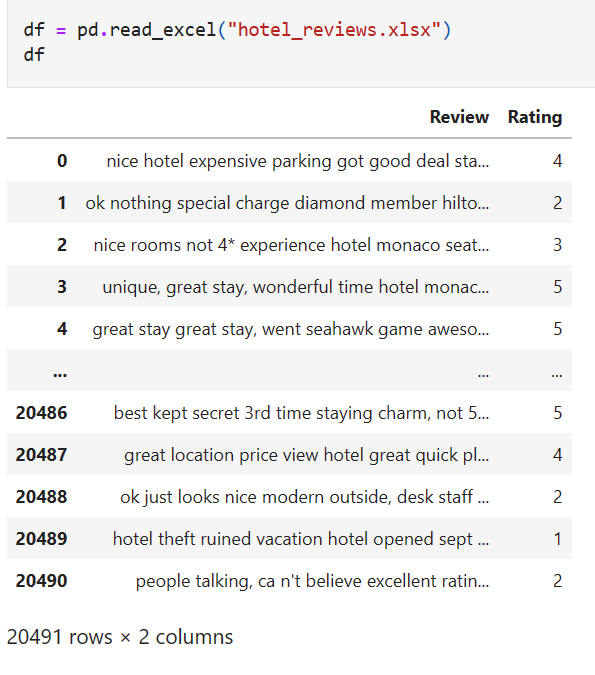 df = pd.read_excel("hotel_reviews.xlsx")
df
Review Rating
0 nice hotel expensive parking got good deal sta... 4
1 ok nothing special charge diamond member hilto... 2
2 nice rooms not 4* experience hotel monaco seat... 3
3 unique, great stay, wonderful time hotel monac... 5
4 great stay great stay, went seahawk game aweso... 5
... ... ...
20486 best kept secret 3rd time staying charm, not 5... 5
20487 great location price view hotel great quick pl... 4
20488 ok just looks nice modern outside, desk staff ... 2
20489 hotel theft ruined vacation hotel opened sept ... 1
20490 people talking, ca n't believe excellent ratin... 2
20491 rows × 2 columns